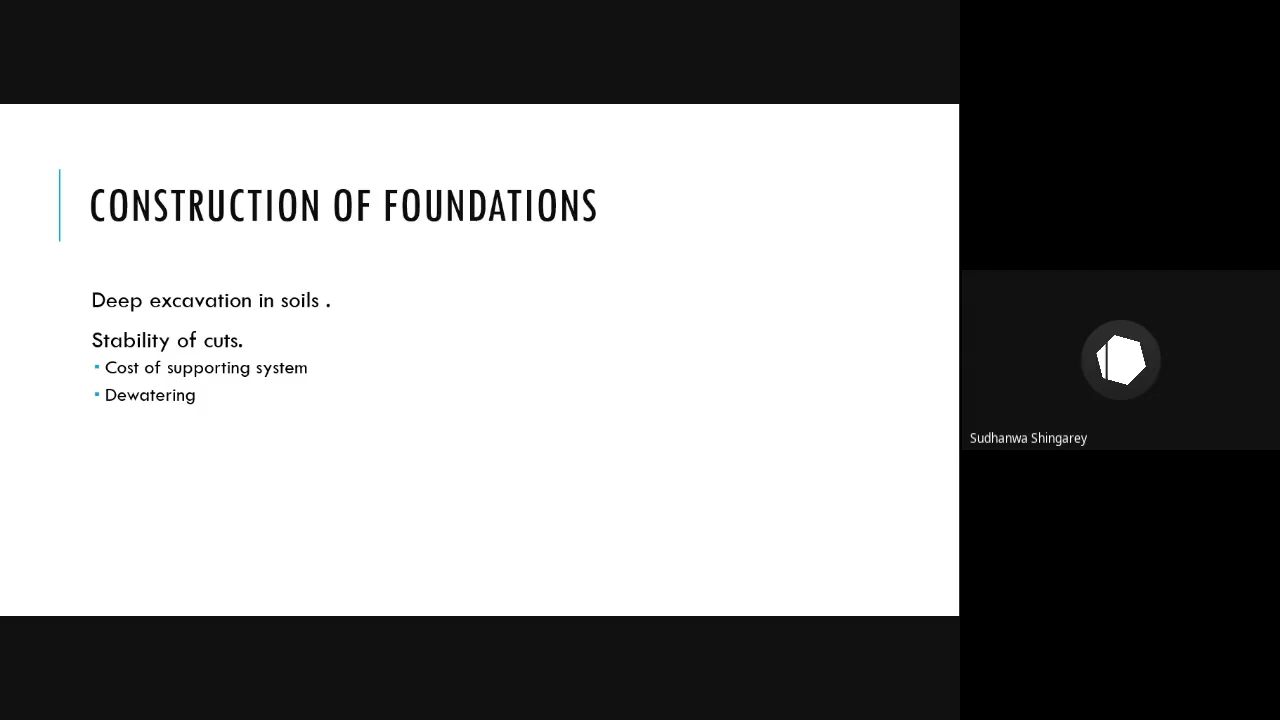 CONSTRUCTION OF FOUNDATIONS
Deep excavation in soils .
Stability of cuts.
▪ Cost of supporting system
▪ Dewatering
Sudhanwa Shingarey